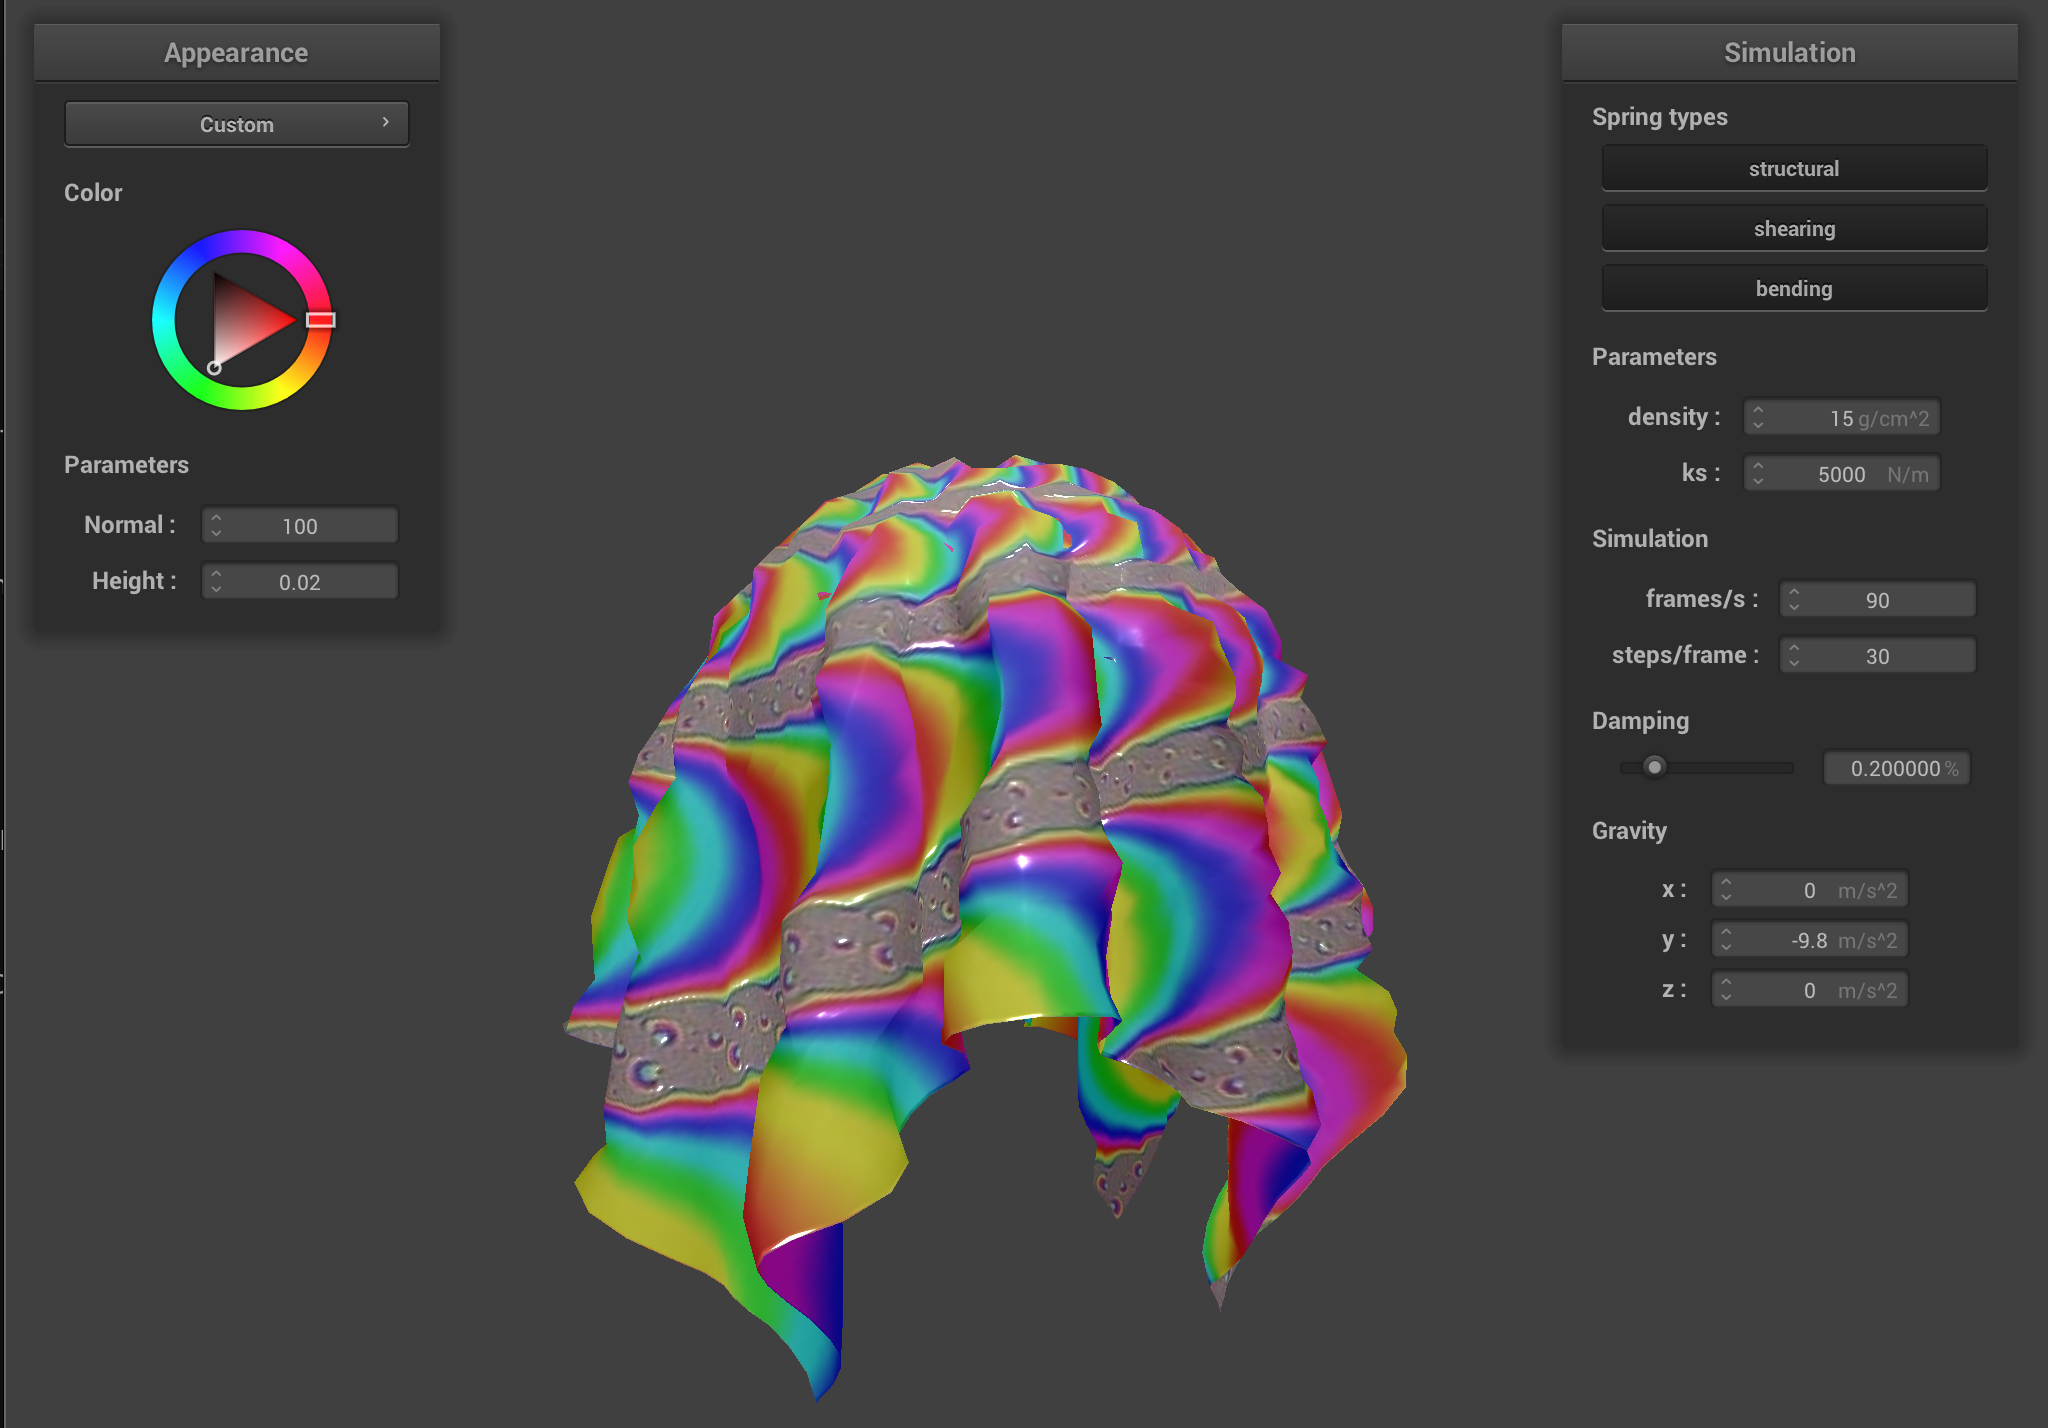 Appearance
Custom
Color
Parameters
Normal : 100
Height : 0.02
Simulation
Spring types
structural
shearing
bending
Parameters
density : 15 g/cm^2
ks : 5000 N/m
Simulation
frames/s : 90
steps/frame : 30
Damping
0.200000 %
Gravity
x : 0 m/s^2
y : -9.8 m/s^2
z : 0 m/s^2